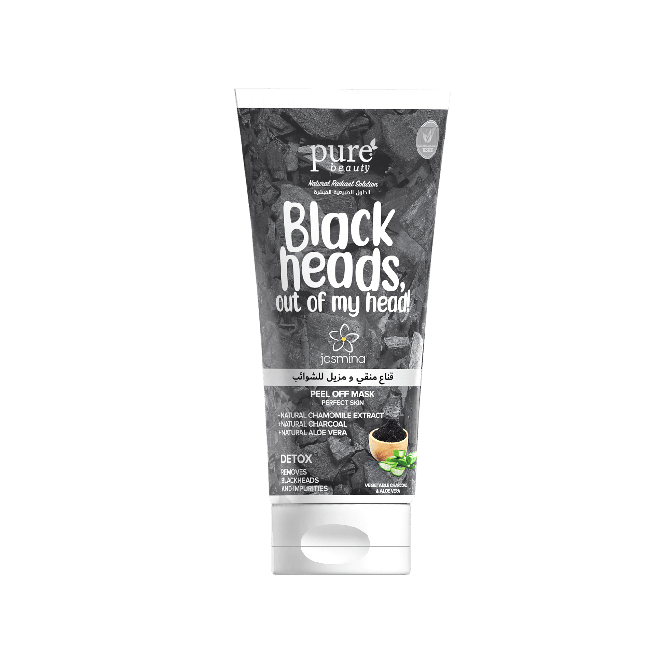 pure
beauty
Natural Radiant Solution
Black
heads,
out of my head!
jasmina
قناع منقي و مزيل للشوائب
PEEL OFF MASK
PERFECT SKIN
•NATURAL CHAMOMILE EXTRACT
•NATURAL CHARCOAL
•NATURAL ALOE VERA
DETOX
REMOVES
BLACKHEADS
AND IMPURITIES
VEGETABLE CHARCOAL
& ALOE VERA